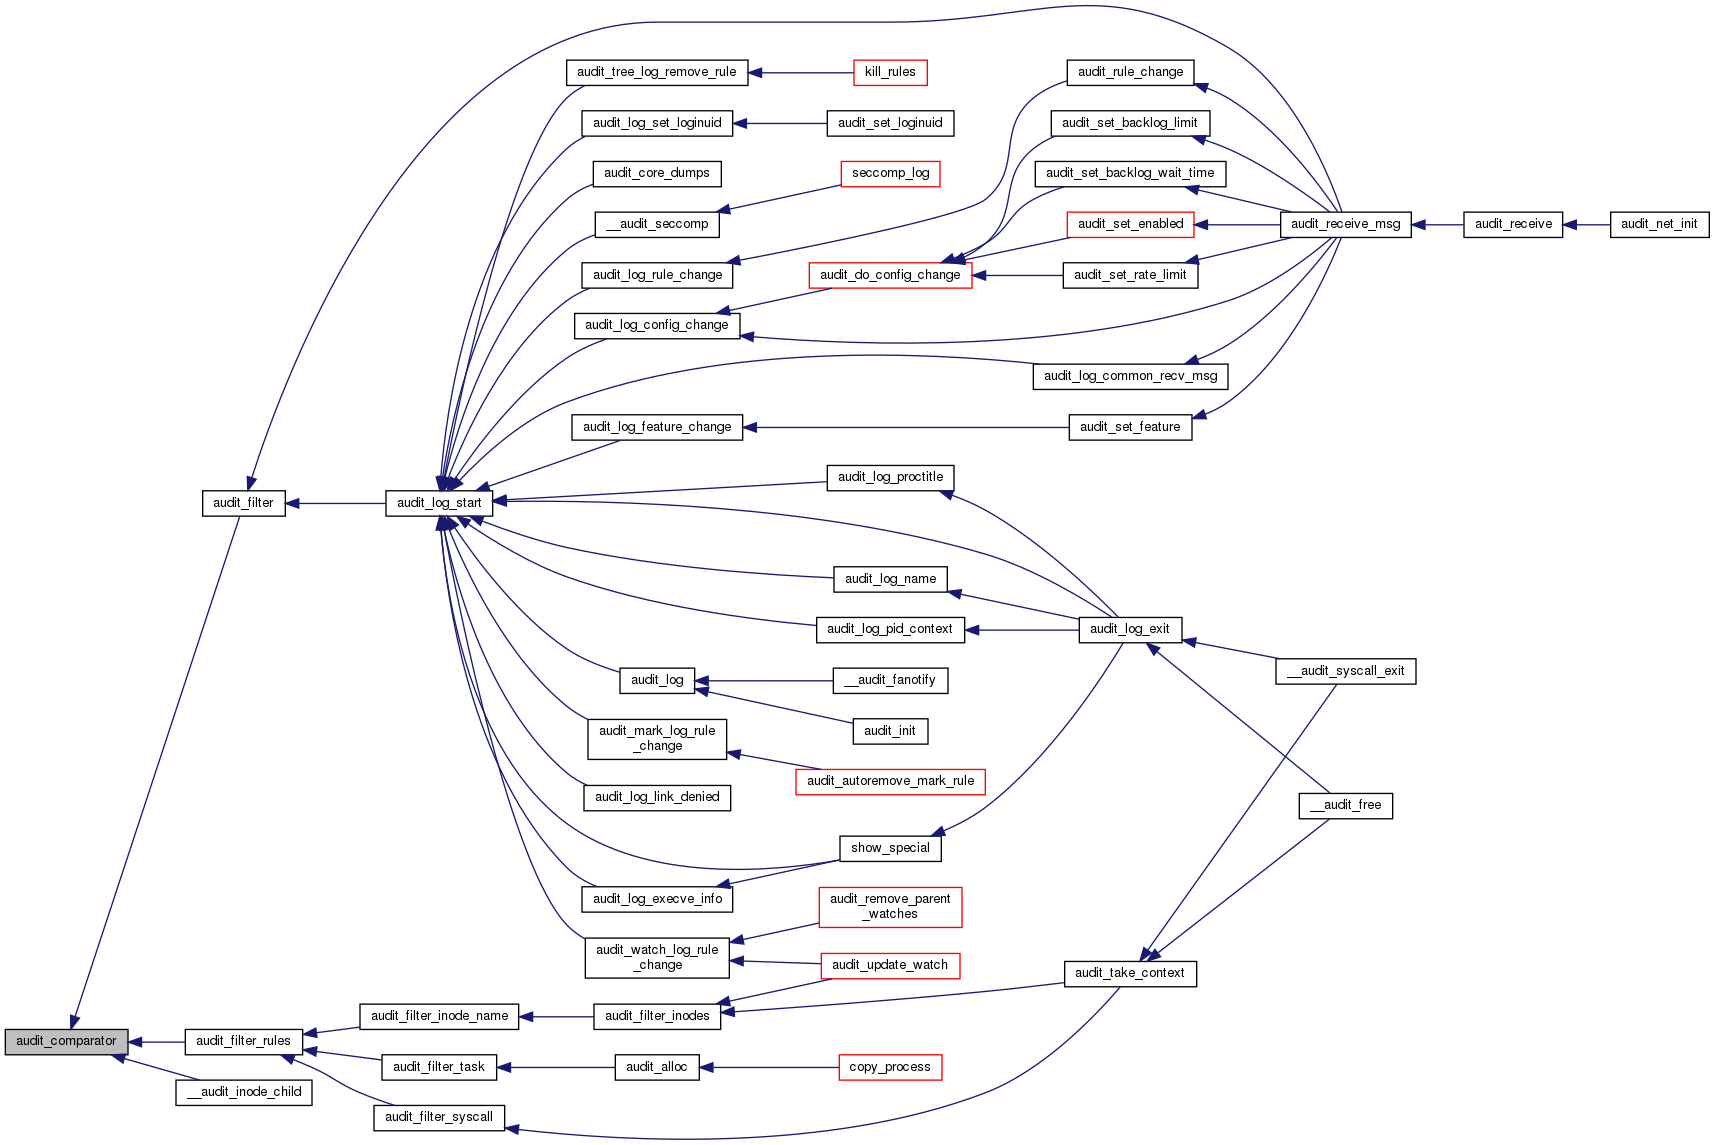 audit_tree_log_remove_rule
kill_rules
audit_rule_change
audit_log_set_loginuid
audit_set_loginuid
audit_set_backlog_limit
audit_core_dumps
seccomp_log
audit_set_backlog_wait_time
__audit_seccomp
audit_set_enabled
audit_receive_msg
audit_receive
audit_net_init
audit_log_rule_change
audit_do_config_change
audit_set_rate_limit
audit_log_config_change
audit_log_common_recv_msg
audit_log_feature_change
audit_set_feature
audit_log_proctitle
audit_filter
audit_log_start
audit_log_name
audit_log_pid_context
audit_log_exit
__audit_syscall_exit
audit_log
__audit_fanotify
audit_init
audit_mark_log_rule
_change
audit_autoremove_mark_rule
audit_log_link_denied
__audit_free
show_special
audit_log_execve_info
audit_remove_parent
_watches
audit_watch_log_rule
_change
audit_update_watch
audit_take_context
audit_filter_inode_name
audit_filter_inodes
audit_comparator
audit_filter_rules
audit_filter_task
audit_alloc
copy_process
__audit_inode_child
audit_filter_syscall